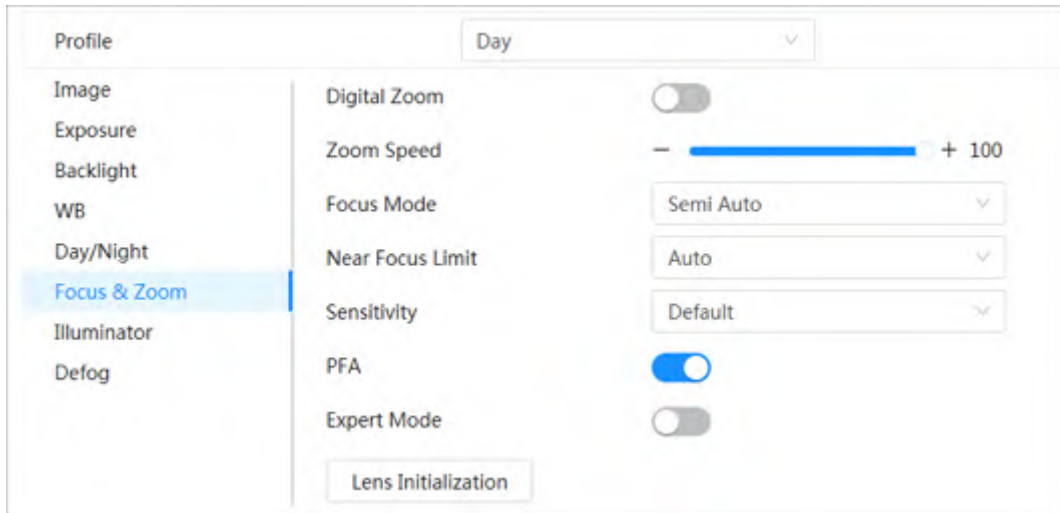 Profile Day
Image
Exposure
Backlight
WB
Day/Night
Focus & Zoom
Illuminator
Defog
Digital Zoom
Zoom Speed − + 100
Focus Mode Semi Auto
Near Focus Limit Auto
Sensitivity Default
PFA
Expert Mode
Lens Initialization